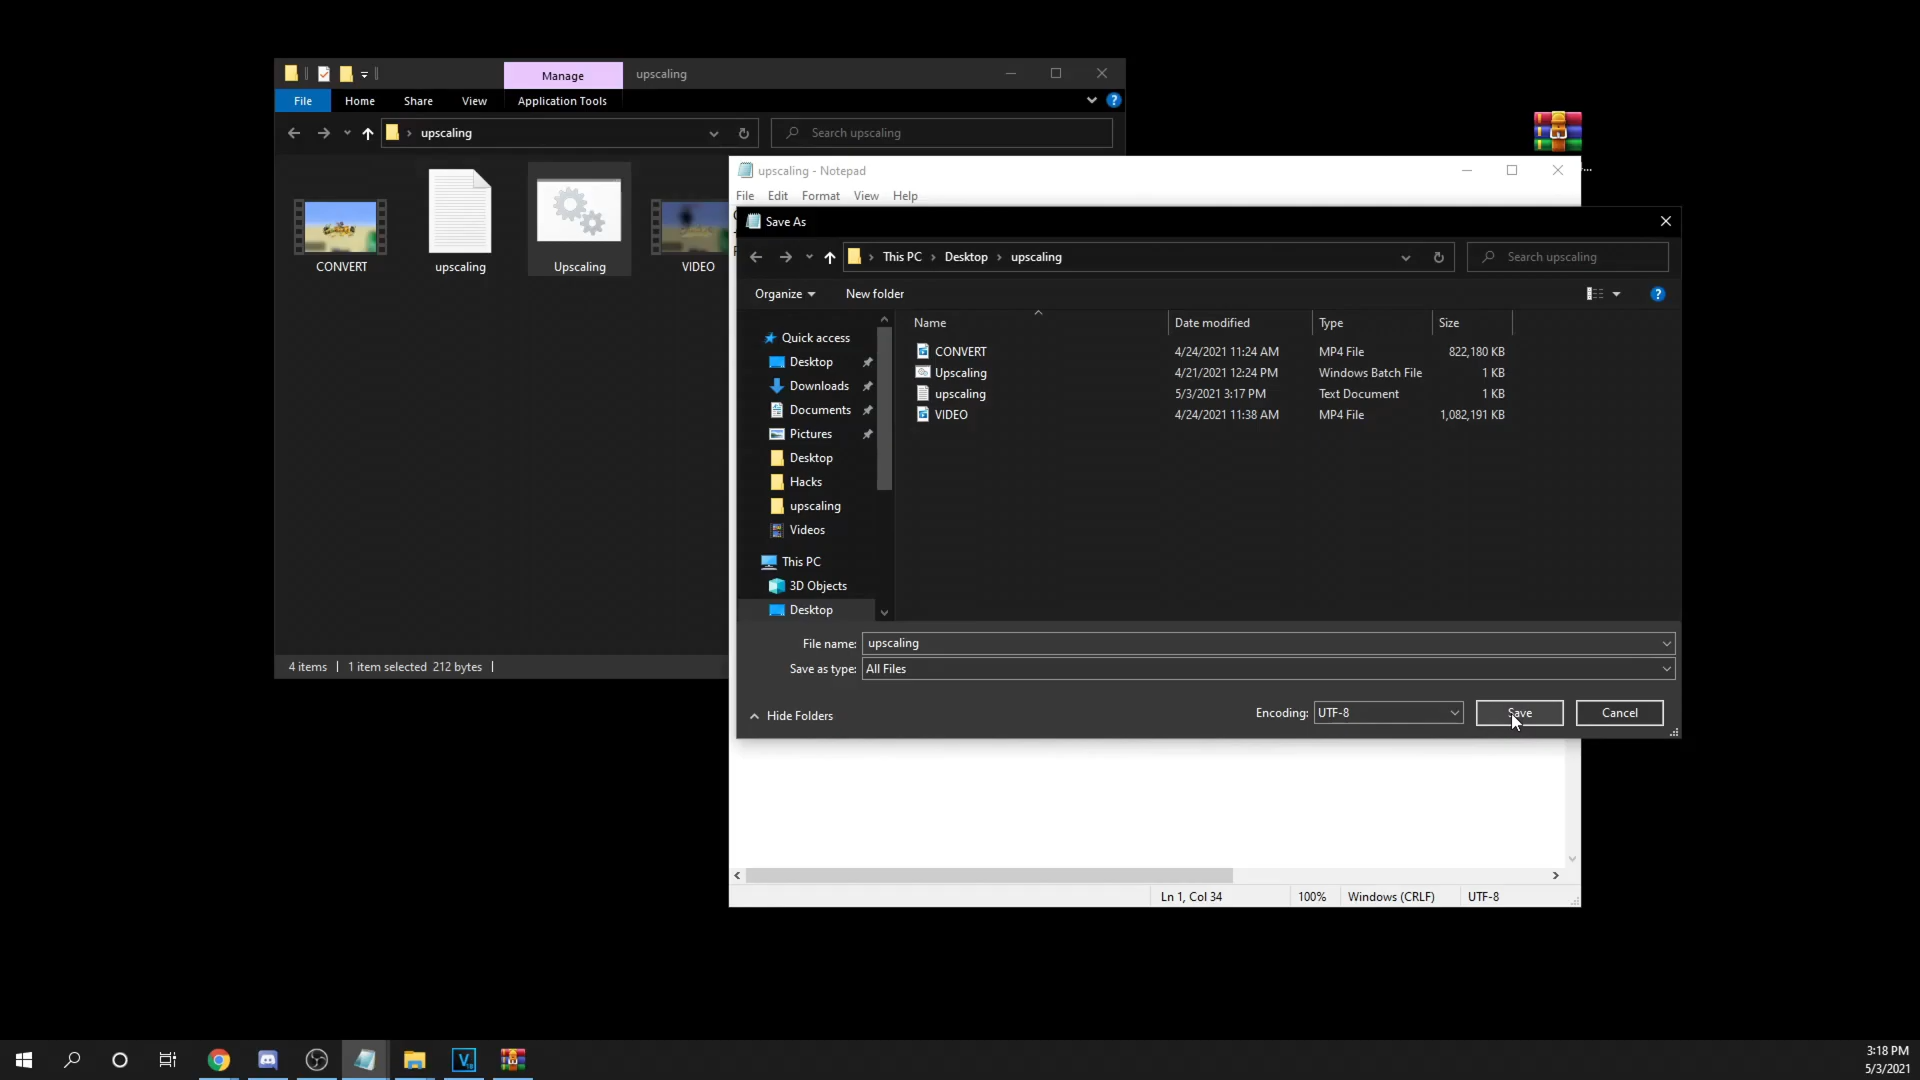 Manage
upscaling
File
Home
Share
View
Application Tools
upscaling
Search upscaling
CONVERT
upscaling
Upscaling
VIDEO
4 items
1 item selected 212 bytes
upscaling - Notepad
File Edit Format View Help
Save As
This PC
Desktop
upscaling
Search upscaling
Organize
New folder
Name
Date modified
Type
Size
CONVERT 4/24/2021 11:24 AM MP4 File 822,180 KB
Upscaling 4/21/2021 12:24 PM Windows Batch File 1 KB
upscaling 5/3/2021 3:17 PM Text Document 1 KB
VIDEO 4/24/2021 11:38 AM MP4 File 1,082,191 KB
Quick access
Desktop
Downloads
Documents
Pictures
Desktop
Hacks
upscaling
Videos
This PC
3D Objects
Desktop
File name: upscaling
Save as type: All Files
Hide Folders
Encoding: UTF-8
Save
Cancel
Ln 1, Col 34
100%
Windows (CRLF)
UTF-8
3:18 PM
5/3/2021